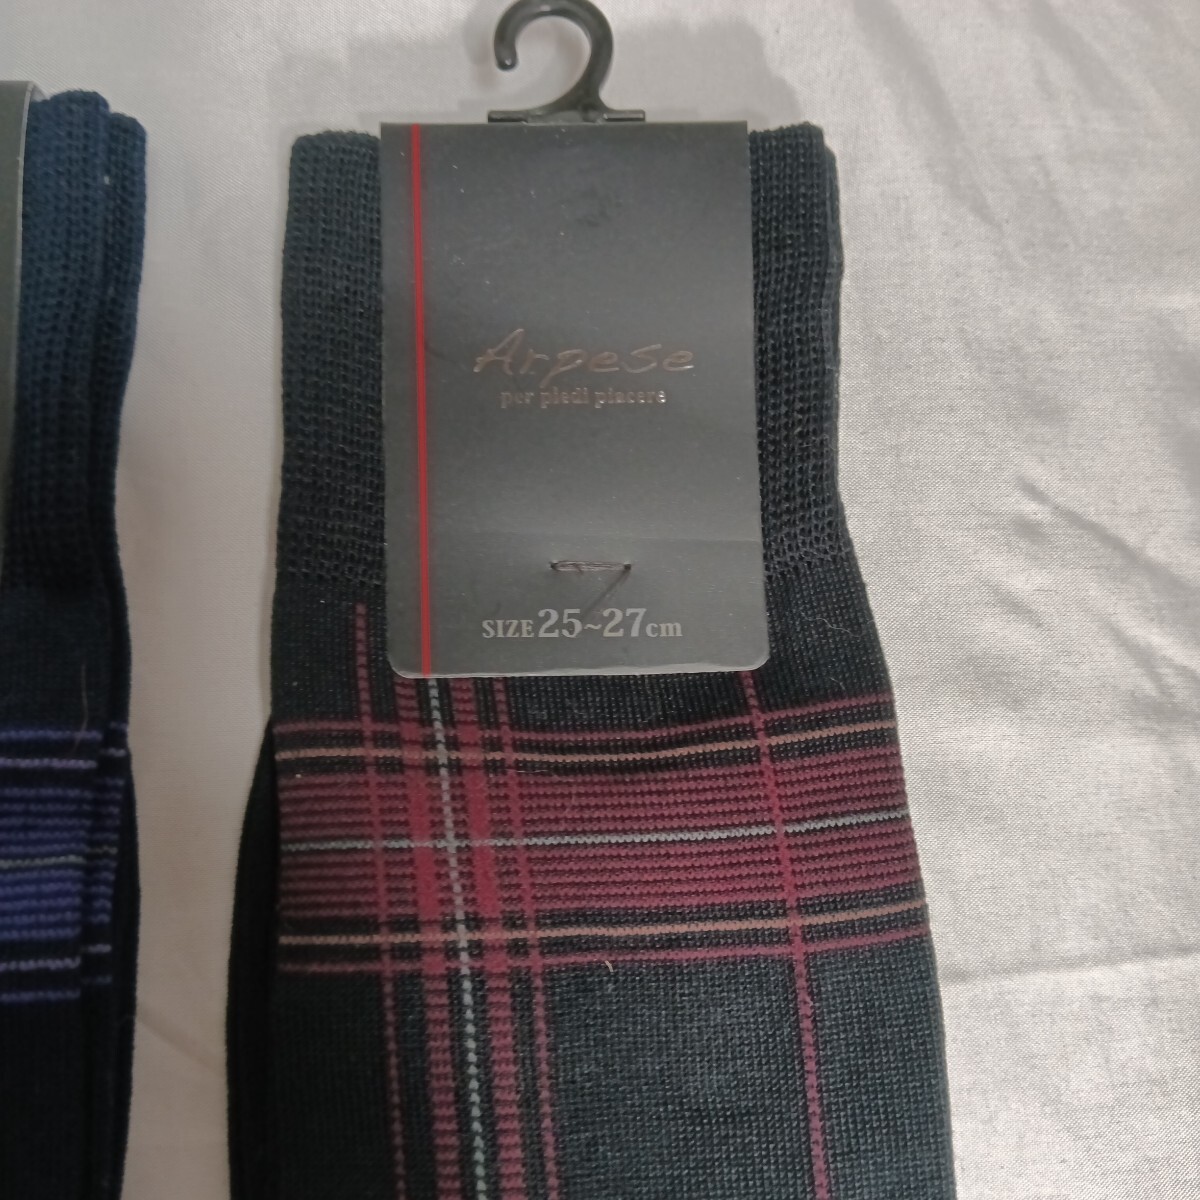 Arpese
per piedi piacere
SIZE 25~27cm